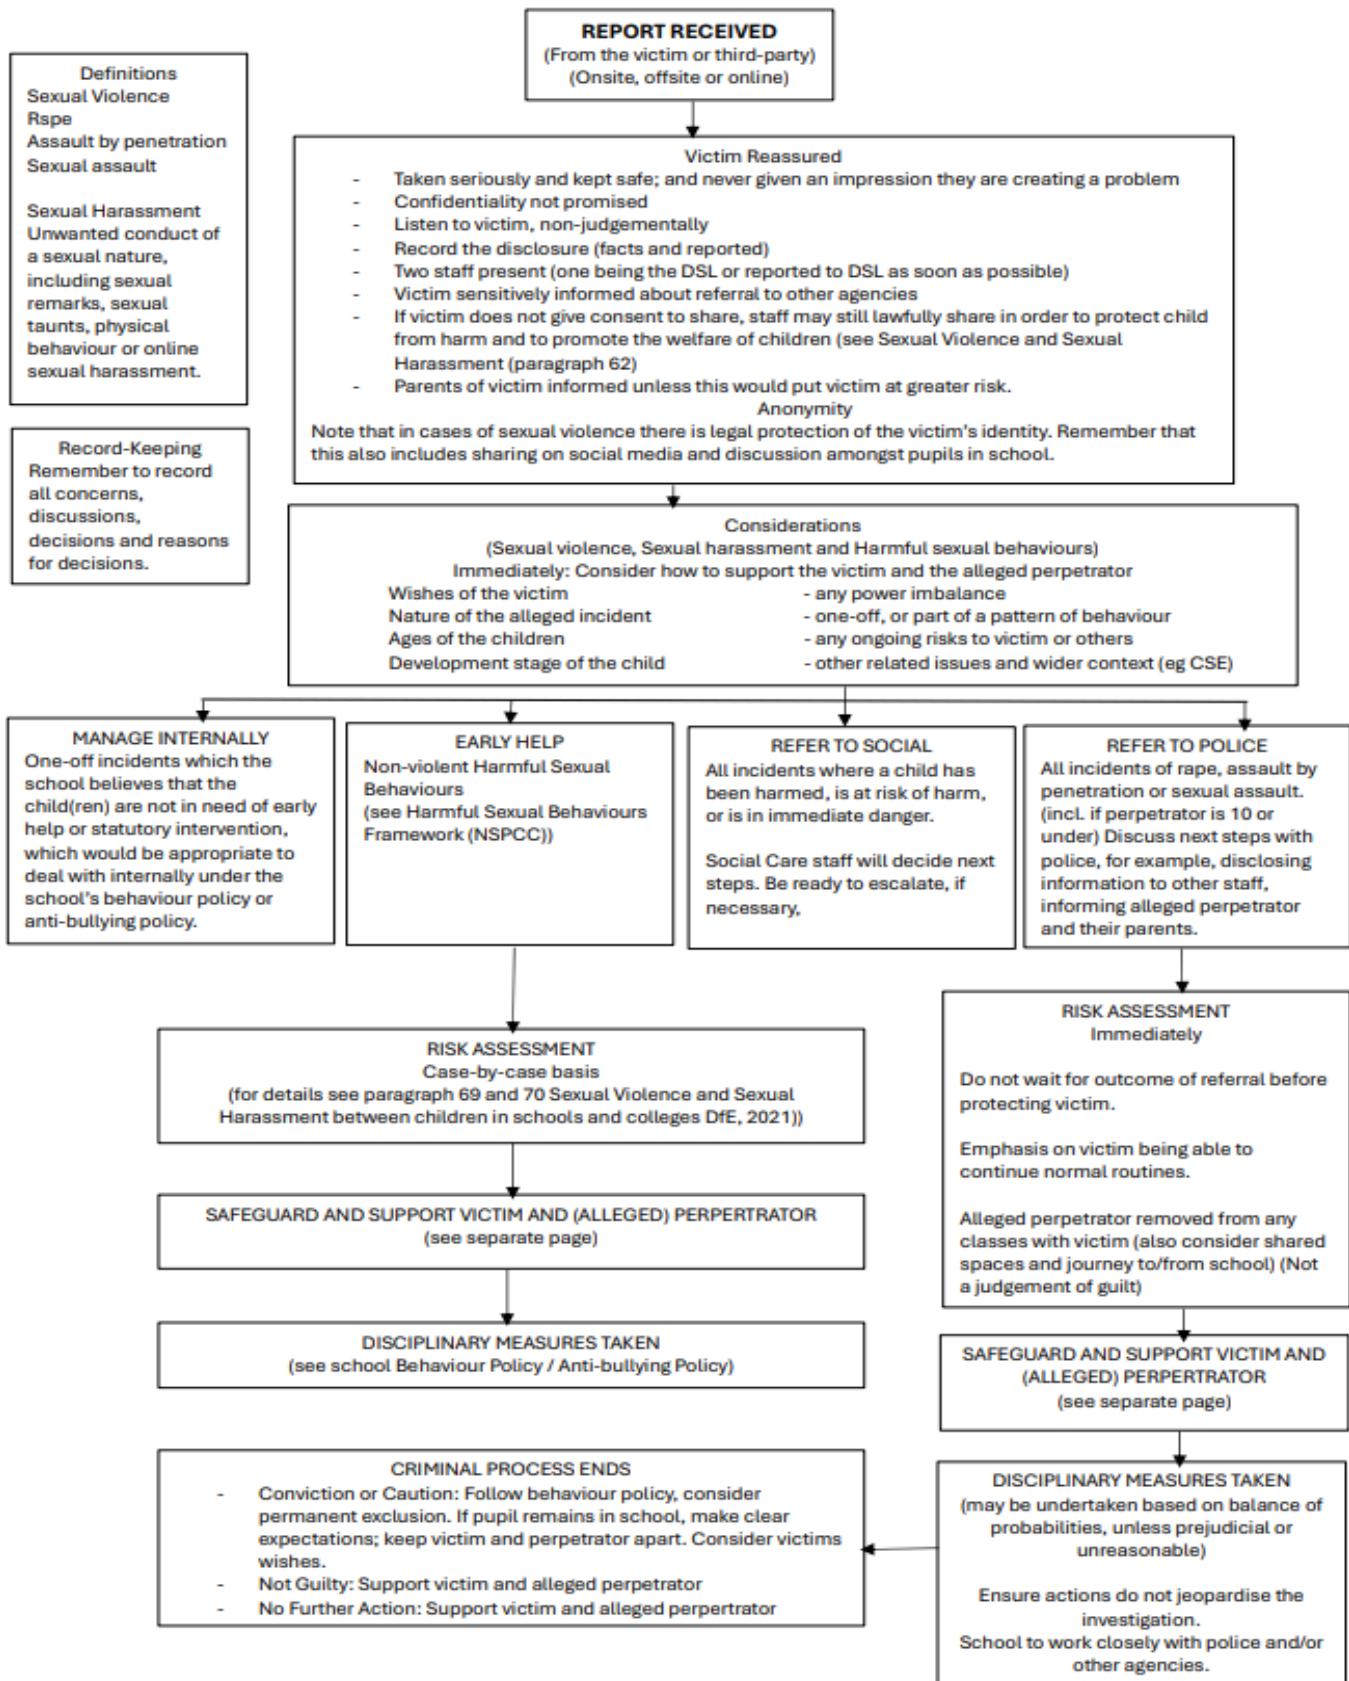 REPORT RECEIVED
(From the victim or third-party)
(Onsite, offsite or online)
Definitions
Sexual Violence
Rspe
Assault by penetration
Sexual assault
Sexual Harassment
Unwanted conduct of
a sexual nature,
including sexual
remarks, sexual
taunts, physical
behaviour or online
sexual harassment.
Record-Keeping
Remember to record
all concerns,
discussions,
decisions and reasons
for decisions.
Victim Reassured
- Taken seriously and kept safe; and never given an impression they are creating a problem
- Confidentiality not promised
- Listen to victim, non-judgementally
- Record the disclosure (facts and reported)
- Two staff present (one being the DSL or reported to DSL as soon as possible)
- Victim sensitively informed about referral to other agencies
- If victim does not give consent to share, staff may still lawfully share in order to protect child
from harm and to promote the welfare of children (see Sexual Violence and Sexual
Harassment (paragraph 62)
- Parents of victim informed unless this would put victim at greater risk.
Anonymity
Note that in cases of sexual violence there is legal protection of the victim's identity. Remember that
this also includes sharing on social media and discussion amongst pupils in school.
Considerations
(Sexual violence, Sexual harassment and Harmful sexual behaviours)
Immediately: Consider how to support the victim and the alleged perpetrator
Wishes of the victim - any power imbalance
Nature of the alleged incident - one-off, or part of a pattern of behaviour
Ages of the children - any ongoing risks to victim or others
Development stage of the child - other related issues and wider context (eg CSE)
MANAGE INTERNALLY
One-off incidents which the
school believes that the
child(ren) are not in need of early
help or statutory intervention,
which would be appropriate to
deal with internally under the
school's behaviour policy or
anti-bullying policy.
EARLY HELP
Non-violent Harmful Sexual
Behaviours
(see Harmful Sexual Behaviours
Framework (NSPCC))
REFER TO SOCIAL
All incidents where a child has
been harmed, is at risk of harm,
or is in immediate danger.
Social Care staff will decide next
steps. Be ready to escalate, if
necessary,
REFER TO POLICE
All incidents of rape, assault by
penetration or sexual assault.
(incl. if perpetrator is 10 or
under) Discuss next steps with
police, for example, disclosing
information to other staff,
informing alleged perpetrator
and their parents.
RISK ASSESSMENT
Case-by-case basis
(for details see paragraph 69 and 70 Sexual Violence and Sexual
Harassment between children in schools and colleges DfE, 2021))
SAFEGUARD AND SUPPORT VICTIM AND (ALLEGED) PERPERTRATOR
(see separate page)
DISCIPLINARY MEASURES TAKEN
(see school Behaviour Policy / Anti-bullying Policy)
RISK ASSESSMENT
Immediately
Do not wait for outcome of referral before
protecting victim.
Emphasis on victim being able to
continue normal routines.
Alleged perpetrator removed from any
classes with victim (also consider shared
spaces and journey to/from school) (Not
a judgement of guilt)
SAFEGUARD AND SUPPORT VICTIM AND
(ALLEGED) PERPERTRATOR
(see separate page)
DISCIPLINARY MEASURES TAKEN
(may be undertaken based on balance of
probabilities, unless prejudicial or
unreasonable)
Ensure actions do not jeopardise the
investigation.
School to work closely with police and/or
other agencies.
CRIMINAL PROCESS ENDS
- Conviction or Caution: Follow behaviour policy, consider
permanent exclusion. If pupil remains in school, make clear
expectations; keep victim and perpetrator apart. Consider victims
wishes.
- Not Guilty: Support victim and alleged perpetrator
- No Further Action: Support victim and alleged perpertrator